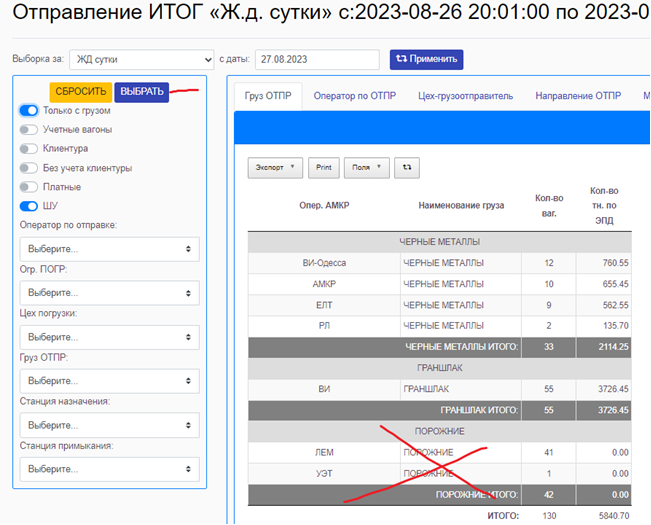 Отправление ИТОГ «Ж.д. сутки» с:2023-08-26 20:01:00 по 2023-0
Выборка за: ЖД сутки с даты: 27.08.2023 Применить
СБРОСИТЬ ВЫБРАТЬ
Только с грузом
Учетные вагоны
Клиентура
Без учета клиентуры
Платные
ШУ
Оператор по отправке:
Выберите...
Огр. ПОГР:
Выберите...
Цех погрузки:
Выберите...
Груз ОТПР:
Выберите...
Станция назначения:
Выберите...
Станция примыкания:
Выберите...
Груз ОТПР Оператор по ОТПР Цех-грузоотправитель Направление ОТПР М
Экспорт Print Поля
Опер. АМКР Наименование груза Кол-во ваг. Кол-во тн. по ЭПД
ЧЕРНЫЕ МЕТАЛЛЫ
ВИ-Одесса ЧЕРНЫЕ МЕТАЛЛЫ 12 760.55
АМКР ЧЕРНЫЕ МЕТАЛЛЫ 10 655.45
ЕЛТ ЧЕРНЫЕ МЕТАЛЛЫ 9 562.55
РЛ ЧЕРНЫЕ МЕТАЛЛЫ 2 135.70
ЧЕРНЫЕ МЕТАЛЛЫ ИТОГО: 33 2114.25
ГРАНШЛАК
ВИ ГРАНШЛАК 55 3726.45
ГРАНШЛАК ИТОГО: 55 3726.45
ПОРОЖНИЕ
ЛЕМ ПОРОЖНИЕ 41 0.00
УЭТ ПОРОЖНИЕ 1 0.00
ПОРОЖНИЕ ИТОГО: 42 0.00
ИТОГО: 130 5840.70